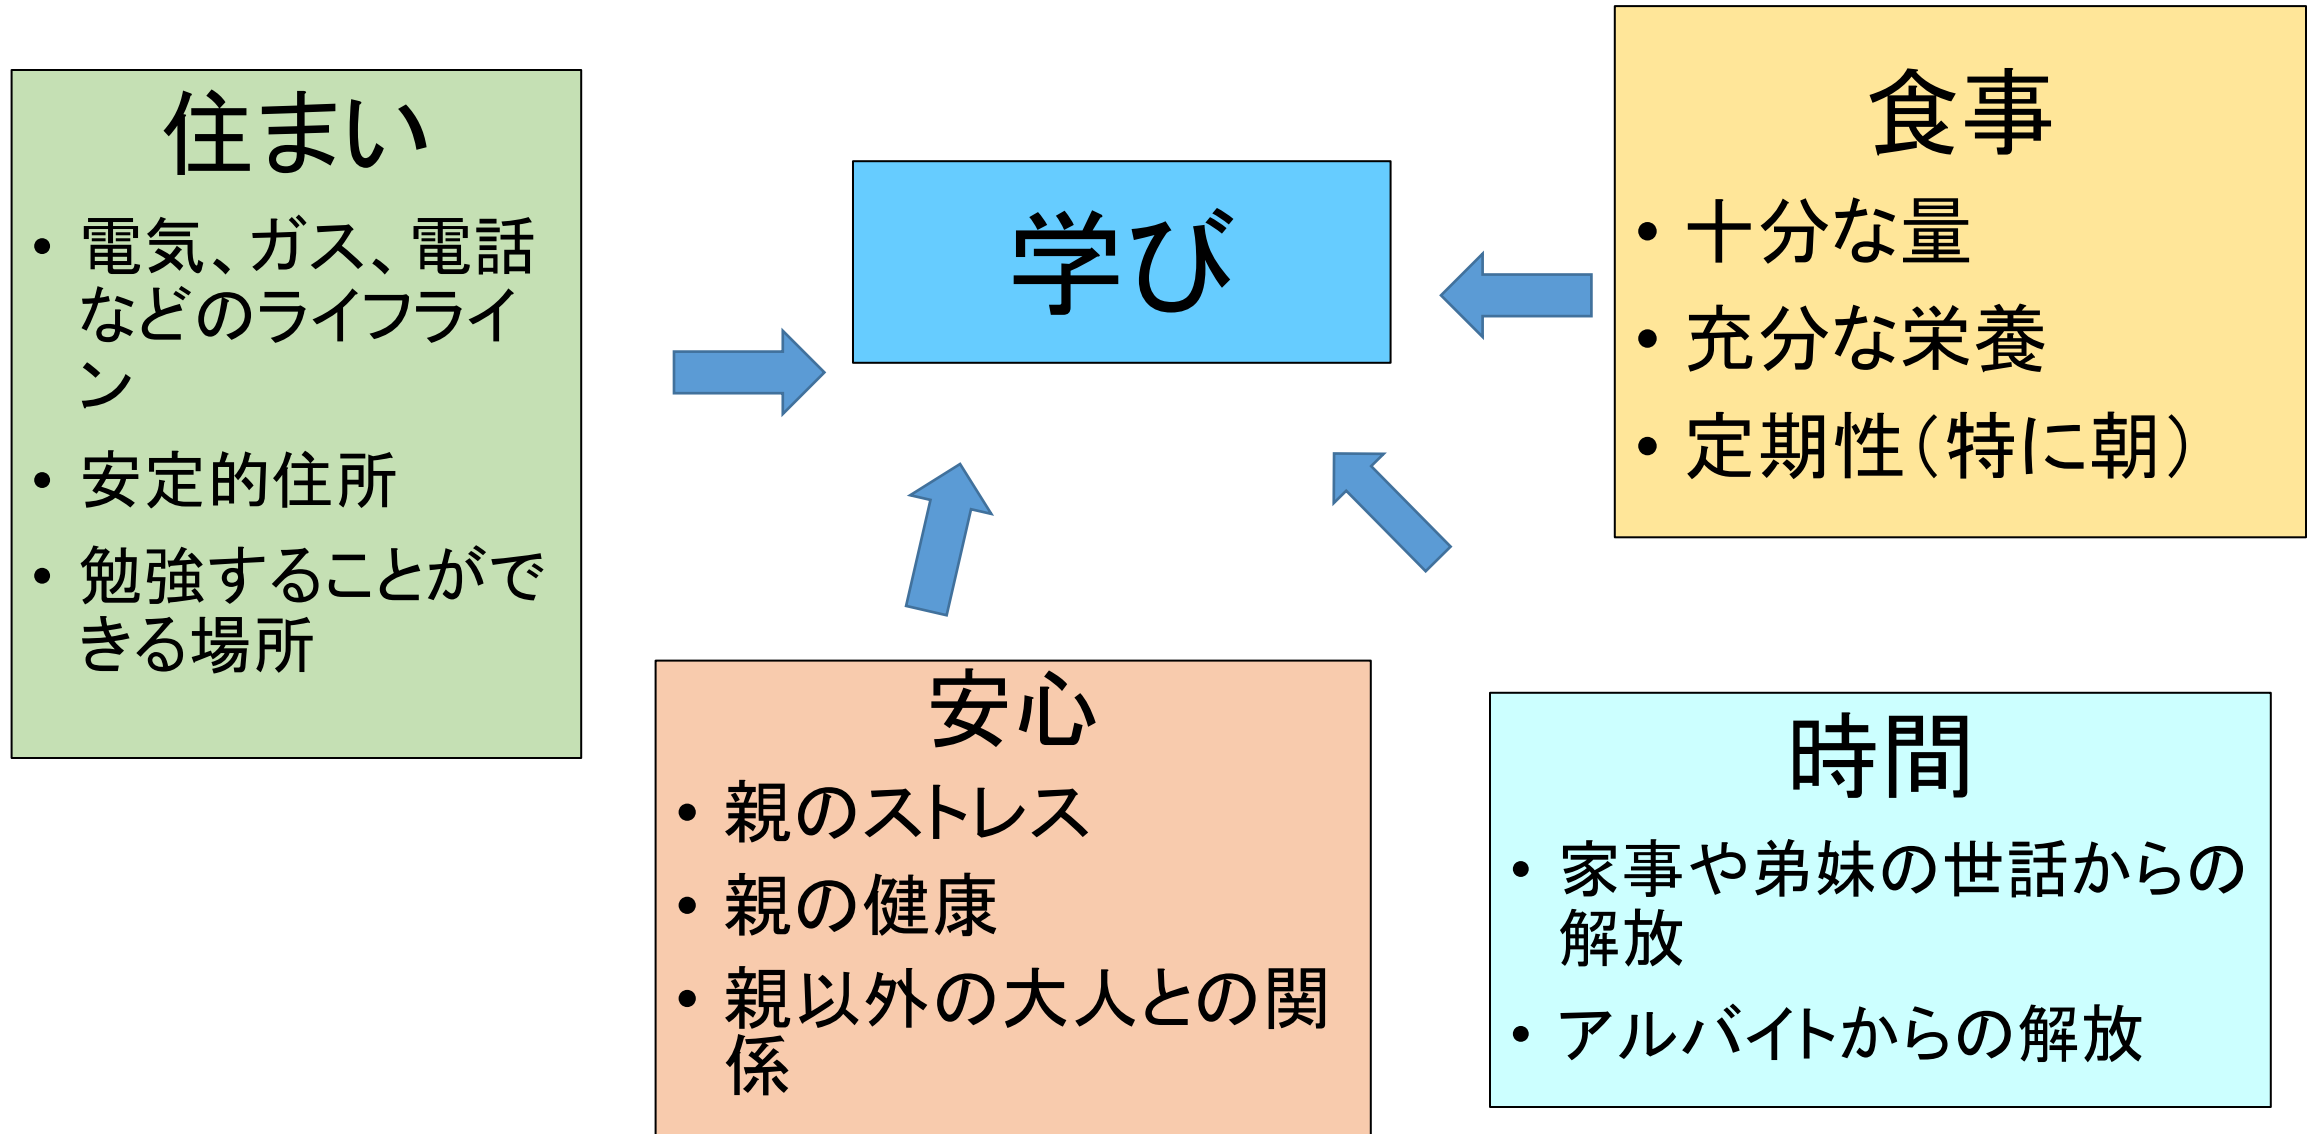 住まい
• 電気、ガス、電話
などのライフライ
ン
• 安定的住所
• 勉強することがで
きる場所
学び
食事
• 十分な量
• 充分な栄養
• 定期性（特に朝）
安心
• 親のストレス
• 親の健康
• 親以外の大人との関
係
時間
• 家事や弟妹の世話からの
解放
• アルバイトからの解放